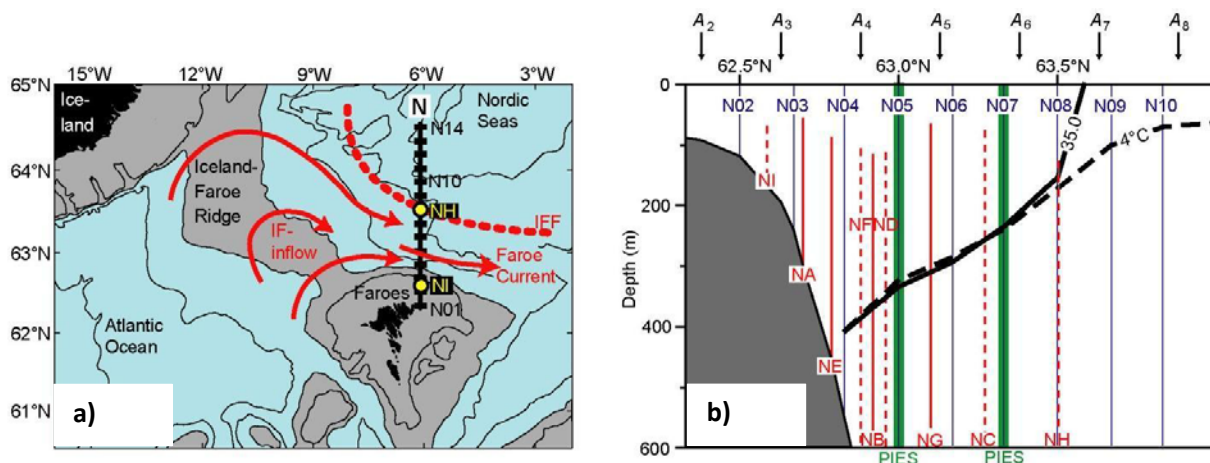 15°W 12°W 9°W 6°W 3°W
65°N
64°N
63°N
62°N
61°N
Ice-
land
N
Nordic
Seas
N14
Iceland-
Faroe
Ridge
N10
NH
IFF
IF-
inflow
Faroe
Current
Faroes
NI
N01
Atlantic
Ocean
a)
A2 A3 A4 A5 A6 A7 A8
62.5°N 63.0°N 63.5°N
0
200
400
600
Depth (m)
N02 N03 N04 N05 N06 N07 N08 N09 N10
35.0
4°C
NI
NF ND
NA
NE
NB NG NC NH
PIES PIES
b)